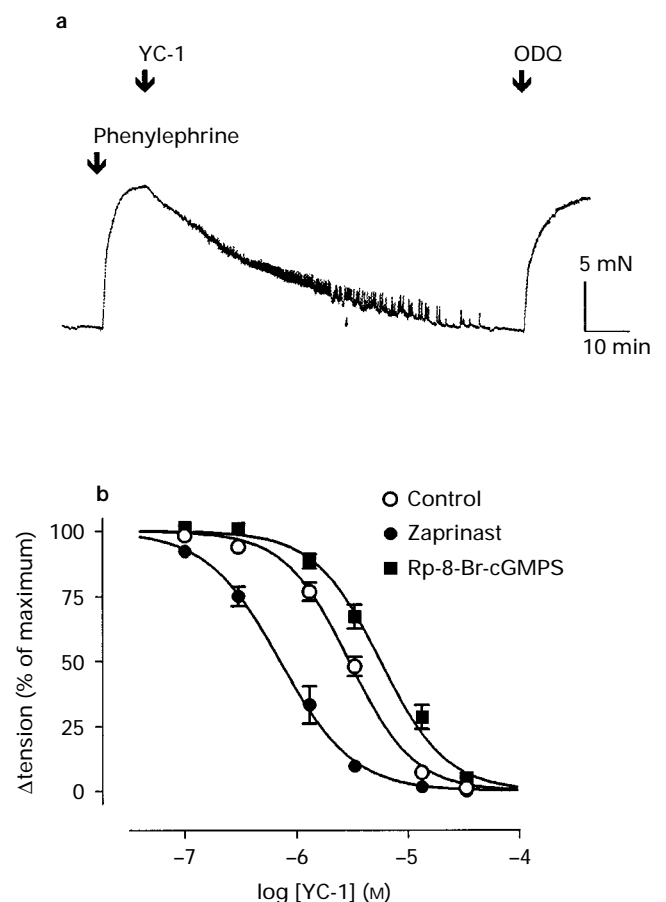 a
YC-1
ODQ
Phenylephrine
5 mN
10 min
b
Control
Zaprinast
Rp-8-Br-cGMPS
100
75
50
25
0
Δtension (% of maximum)
–7
–6
–5
–4
log [YC-1] (M)